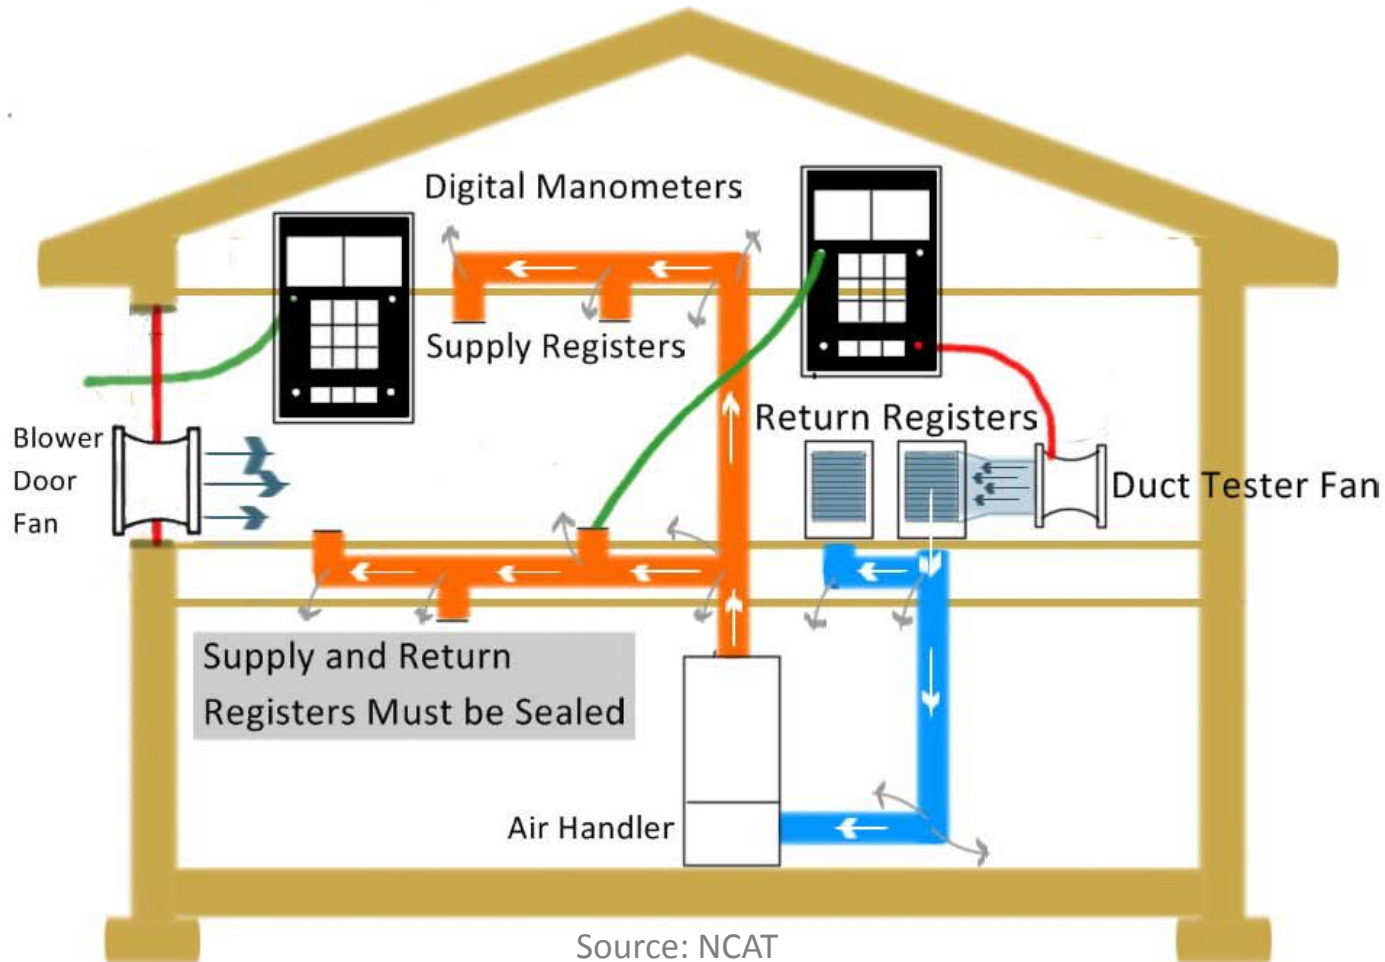 Digital Manometers
Supply Registers
Return Registers
Blower
Door
Fan
Duct Tester Fan
Supply and Return
Registers Must be Sealed
Air Handler
Source: NCAT